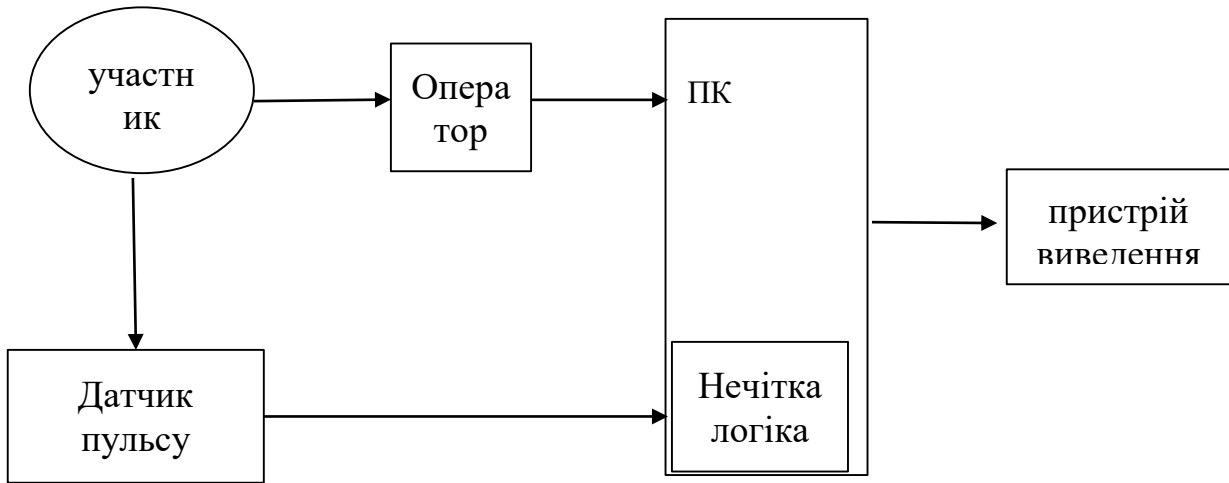 участн
ик
Опера
тор
ПК
пристрій
виведення
Датчик
пульсу
Нечітка
логіка